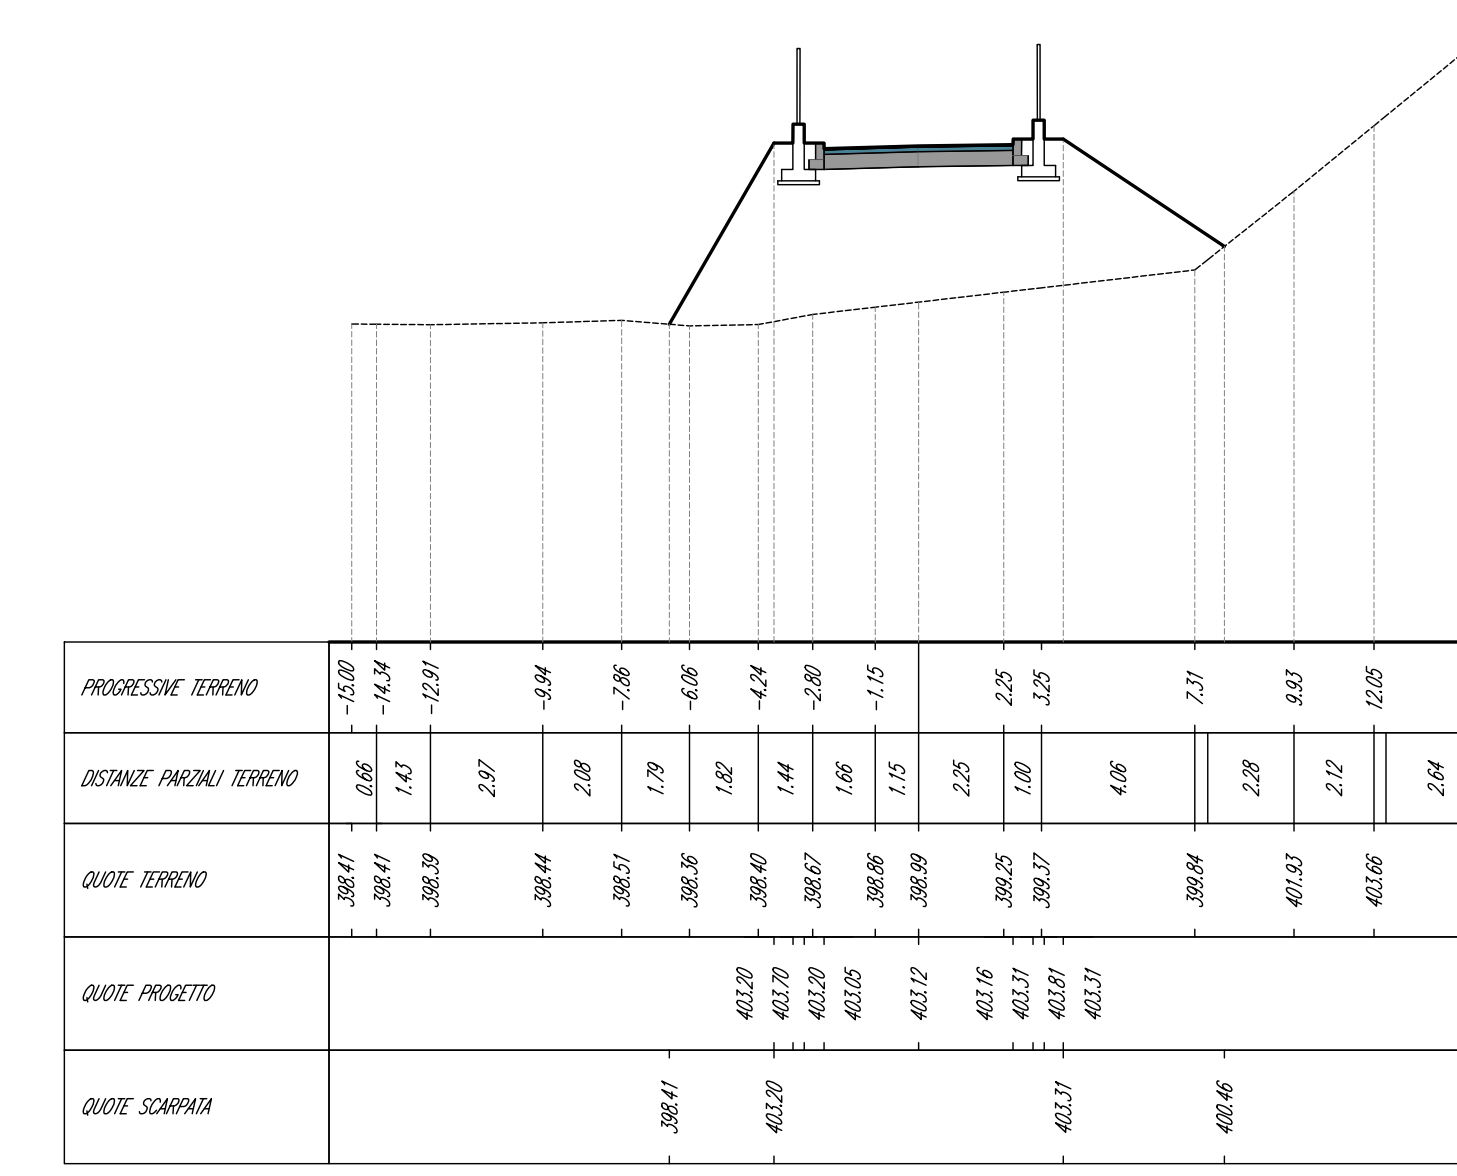 PROGRESSIVE TERRENO
-15.00 -14.34 -12.91 -9.94 -7.86 -6.06 -4.24 -2.80 -1.15 2.25 3.25 7.31 9.93 12.05
DISTANZE PARZIALI TERRENO
0.66 1.43 2.97 2.08 1.79 1.82 1.44 1.66 1.15 2.25 1.00 4.06 2.28 2.12 2.64
QUOTE TERRENO
398.41 398.41 398.39 398.44 398.51 398.36 398.40 398.67 398.86 398.99 399.25 399.37 399.84 401.93 403.66
QUOTE PROGETTO
403.20 403.70 403.20 403.05 403.12 403.16 403.31 403.81 403.31
QUOTE SCARPATA
398.41 403.20 403.31 400.46